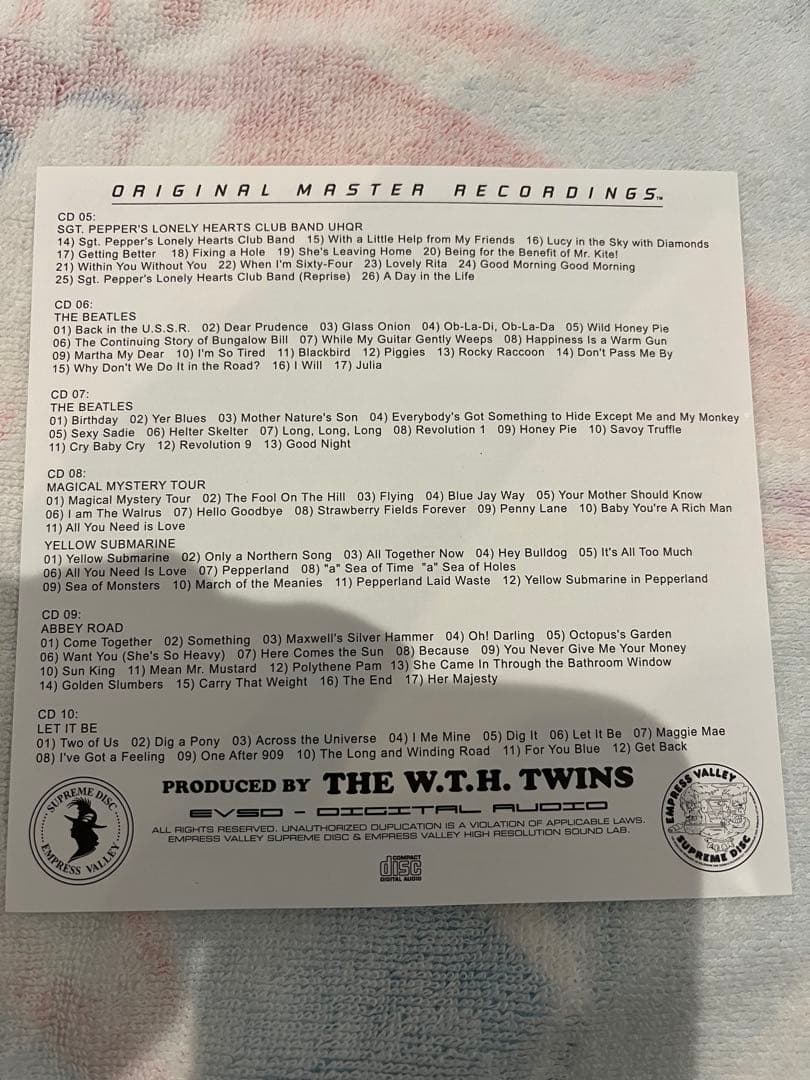 ORIGINAL MASTER RECORDINGS™
CD 05:
SGT. PEPPER'S LONELY HEARTS CLUB BAND UHQR
14) Sgt. Pepper's Lonely Hearts Club Band 15) With a Little Help from My Friends 16) Lucy in the Sky with Diamonds
17) Getting Better 18) Fixing a Hole 19) She's Leaving Home 20) Being for the Benefit of Mr. Kite!
21) Within You Without You 22) When I'm Sixty-Four 23) Lovely Rita 24) Good Morning Good Morning
25) Sgt. Pepper's Lonely Hearts Club Band (Reprise) 26) A Day in the Life
CD 06:
THE BEATLES
01) Back in the U.S.S.R. 02) Dear Prudence 03) Glass Onion 04) Ob-La-Di, Ob-La-Da 05) Wild Honey Pie
06) The Continuing Story of Bungalow Bill 07) While My Guitar Gently Weeps 08) Happiness Is a Warm Gun
09) Martha My Dear 10) I'm So Tired 11) Blackbird 12) Piggies 13) Rocky Raccoon 14) Don't Pass Me By
15) Why Don't We Do It in the Road? 16) I Will 17) Julia
CD 07:
THE BEATLES
01) Birthday 02) Yer Blues 03) Mother Nature's Son 04) Everybody's Got Something to Hide Except Me and My Monkey
05) Sexy Sadie 06) Helter Skelter 07) Long, Long, Long 08) Revolution 1 09) Honey Pie 10) Savoy Truffle
11) Cry Baby Cry 12) Revolution 9 13) Good Night
CD 08:
MAGICAL MYSTERY TOUR
01) Magical Mystery Tour 02) The Fool On The Hill 03) Flying 04) Blue Jay Way 05) Your Mother Should Know
06) I am The Walrus 07) Hello Goodbye 08) Strawberry Fields Forever 09) Penny Lane 10) Baby You're A Rich Man
11) All You Need is Love
YELLOW SUBMARINE
01) Yellow Submarine 02) Only a Northern Song 03) All Together Now 04) Hey Bulldog 05) It's All Too Much
06) All You Need Is Love 07) Pepperland 08) "a" Sea of Time "a" Sea of Holes
09) Sea of Monsters 10) March of the Meanies 11) Pepperland Laid Waste 12) Yellow Submarine in Pepperland
CD 09:
ABBEY ROAD
01) Come Together 02) Something 03) Maxwell's Silver Hammer 04) Oh! Darling 05) Octopus's Garden
06) Want You (She's So Heavy) 07) Here Comes the Sun 08) Because 09) You Never Give Me Your Money
10) Sun King 11) Mean Mr. Mustard 12) Polythene Pam 13) She Came In Through the Bathroom Window
14) Golden Slumbers 15) Carry That Weight 16) The End 17) Her Majesty
CD 10:
LET IT BE
01) Two of Us 02) Dig a Pony 03) Across the Universe 04) I Me Mine 05) Dig It 06) Let It Be 07) Maggie Mae
08) I've Got a Feeling 09) One After 909 10) The Long and Winding Road 11) For You Blue 12) Get Back
PRODUCED BY THE W.T.H. TWINS
EVSD - DIGITAL AUDIO
ALL RIGHTS RESERVED. UNAUTHORIZED DUPLICATION IS A VIOLATION OF APPLICABLE LAWS.
EMPRESS VALLEY SUPREME DISC & EMPRESS VALLEY HIGH RESOLUTION SOUND LAB.
SUPREME DISC
EMPRESS VALLEY
EMPRESS VALLEY
SUPREME DISC
COMPACT
disc
DIGITAL AUDIO